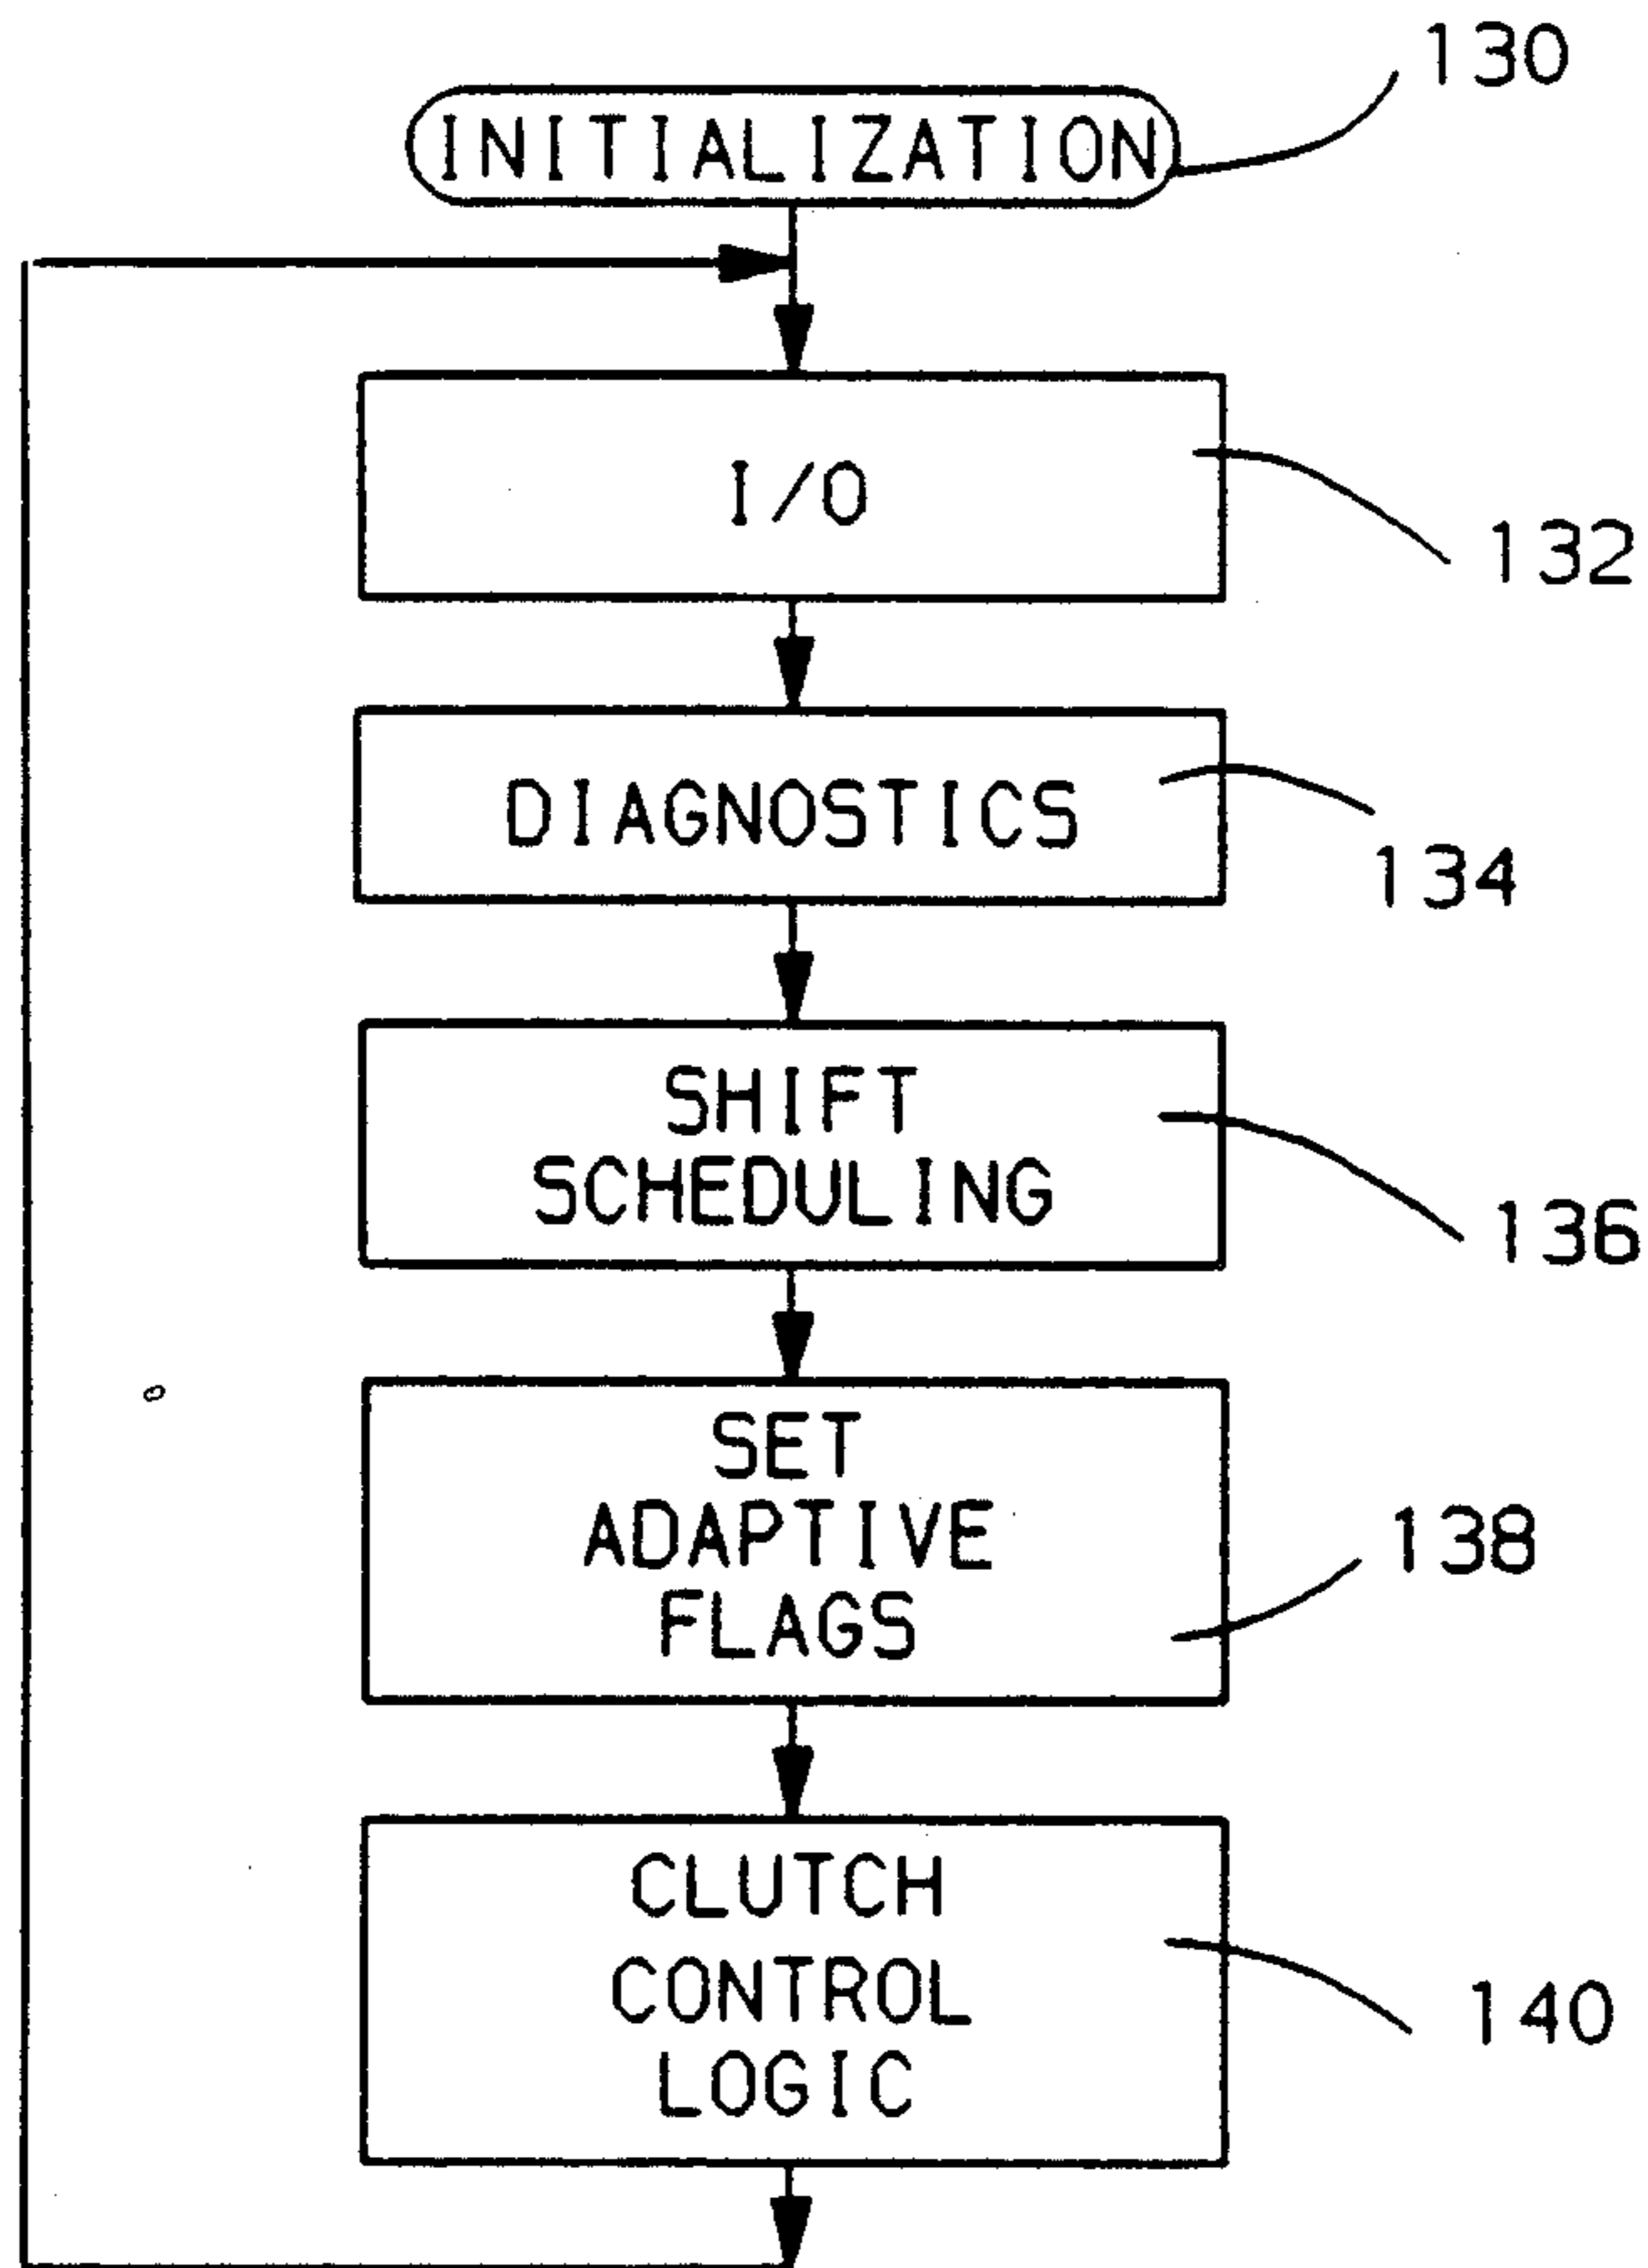 130
INITIALIZATION
I/O
132
DIAGNOSTICS
134
SHIFT
SCHEDULING
136
SET
ADAPTIVE
FLAGS
138
CLUTCH
CONTROL
LOGIC
140